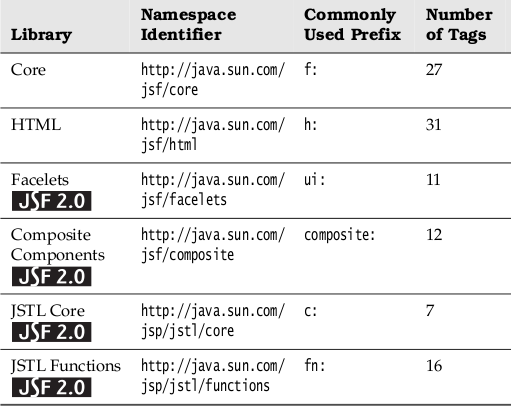 Library Namespace Identifier Commonly Used Prefix Number of Tags
Core http://java.sun.com/ f: 27
jsf/core
HTML http://java.sun.com/ h: 31
jsf/html
Facelets http://java.sun.com/ ui: 11
JSF 2.0 jsf/facelets
Composite http://java.sun.com/ composite: 12
Components jsf/composite
JSF 2.0
JSTL Core http://java.sun.com/ c: 7
JSF 2.0 jsp/jstl/core
JSTL Functions http://java.sun.com/ fn: 16
JSF 2.0 jsp/jstl/functions